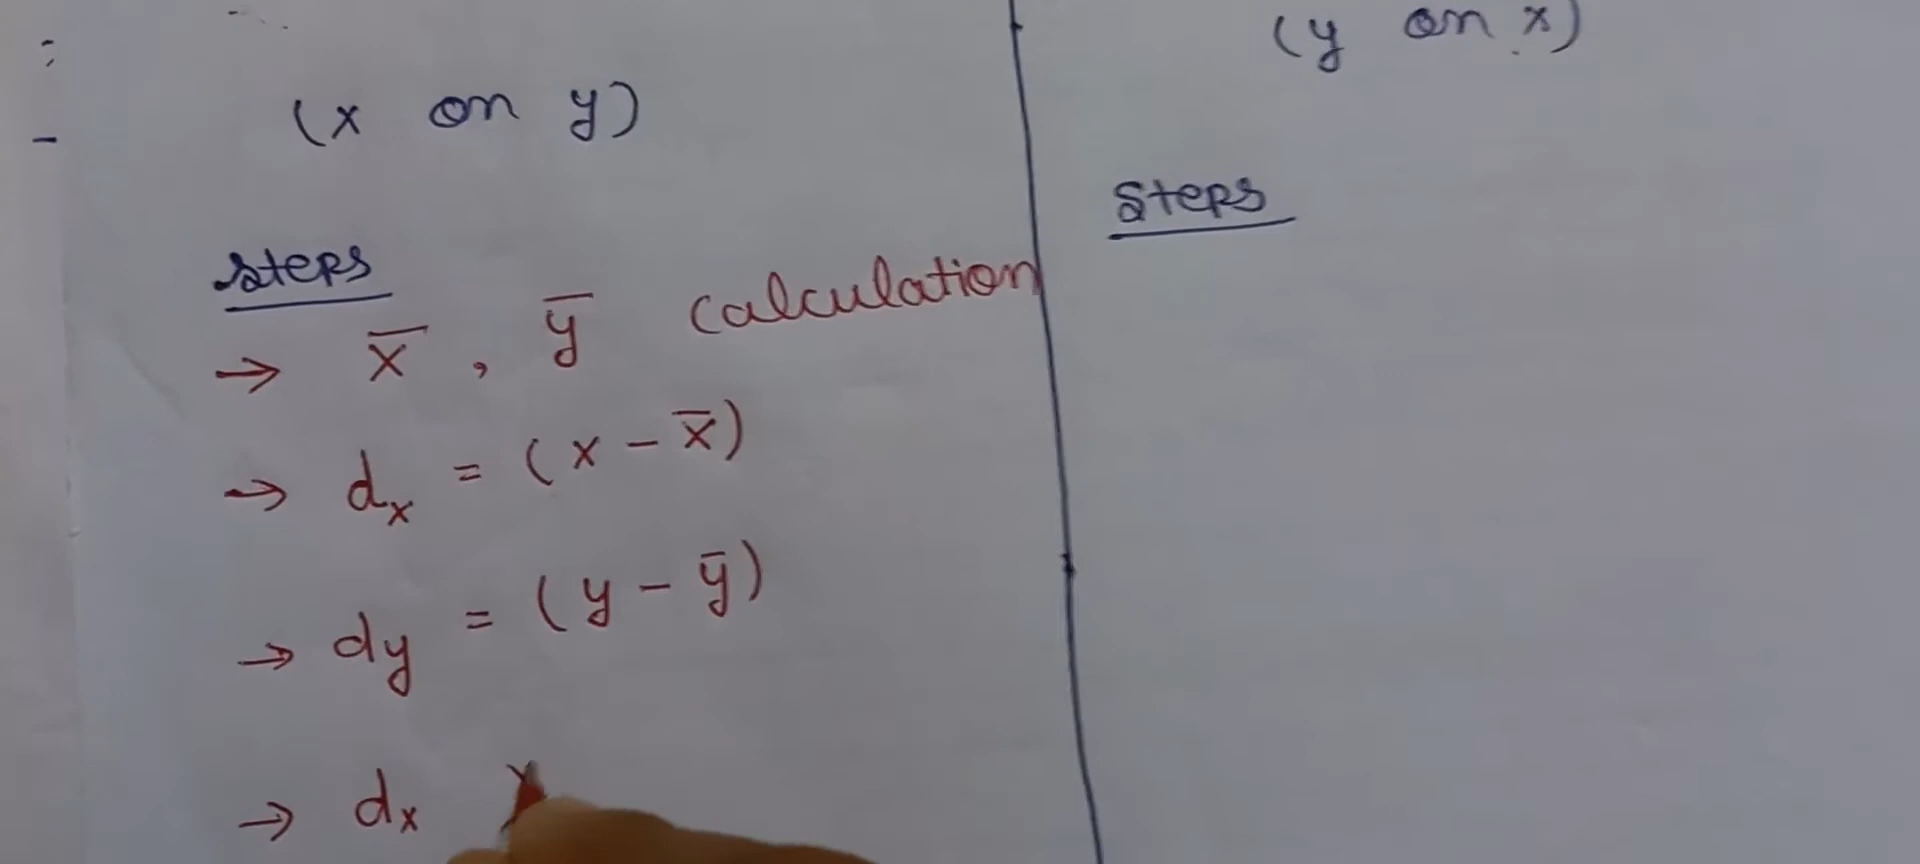 (x on y)
steps
→ x̅ , y̅ calculation
→ dx = (x - x̅)
→ dy = (y - y̅)
→ dx x
(y on x)
Steps